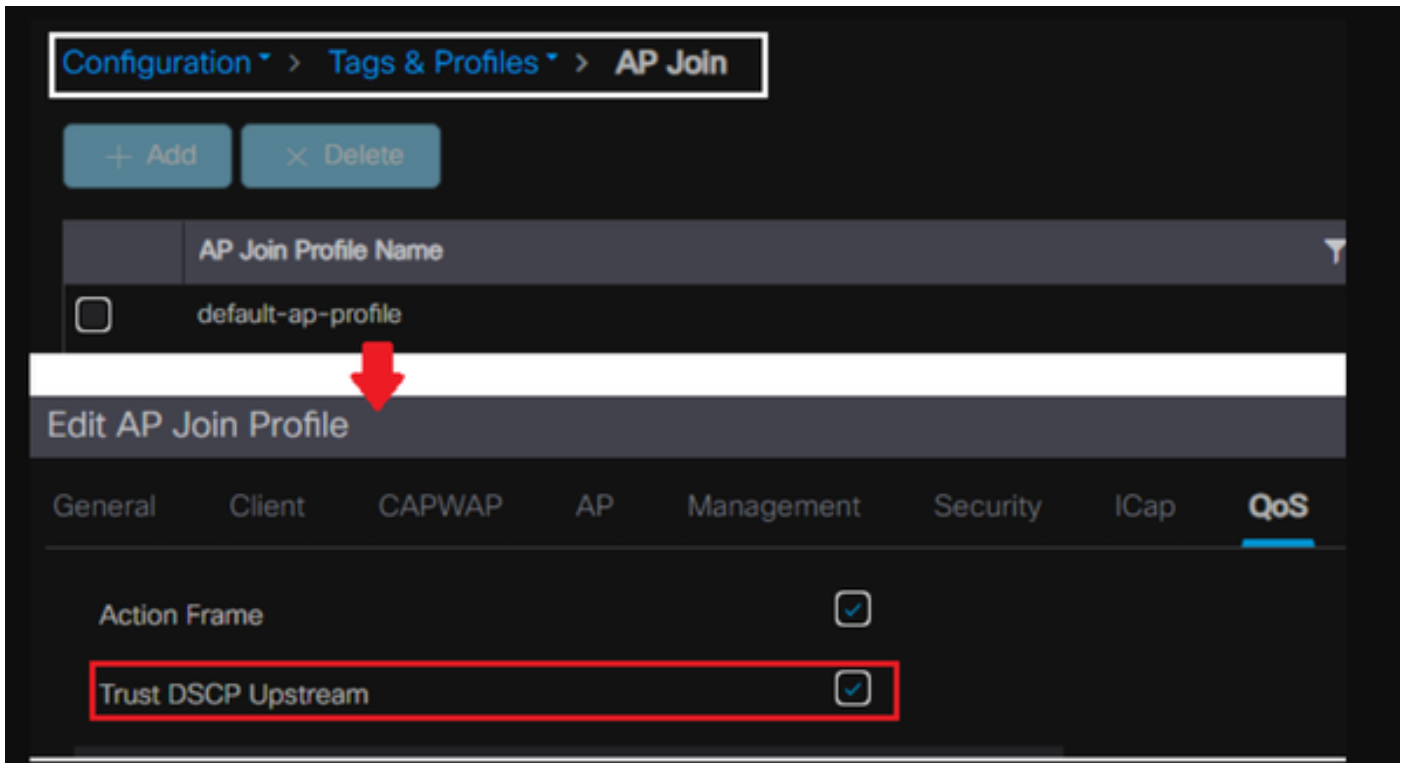 Configuration > Tags & Profiles > AP Join
+ Add × Delete
AP Join Profile Name
default-ap-profile
Edit AP Join Profile
General Client CAPWAP AP Management Security ICap QoS
Action Frame
Trust DSCP Upstream